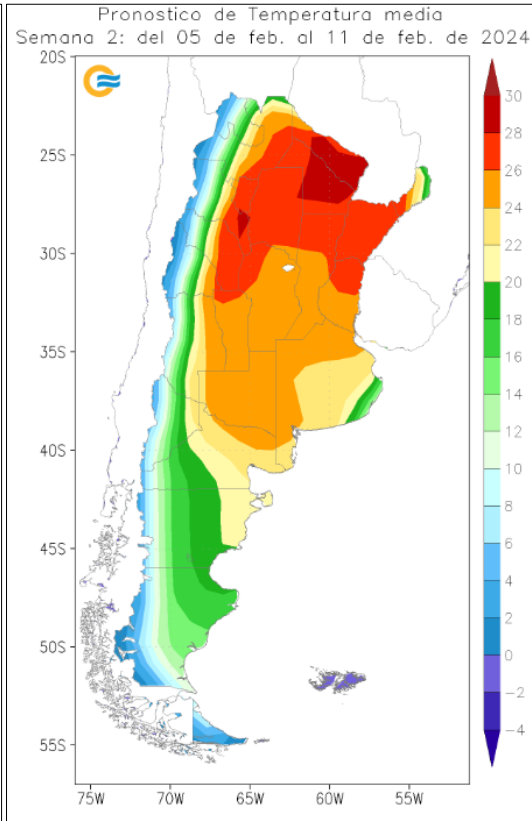 Pronostico de Temperatura media
Semana 2: del 05 de feb. al 11 de feb. de 2024
20S
25S
30S
35S
40S
45S
50S
55S
75W
70W
65W
60W
55W
30
28
26
24
22
20
18
16
14
12
10
8
6
4
2
0
−2
−4